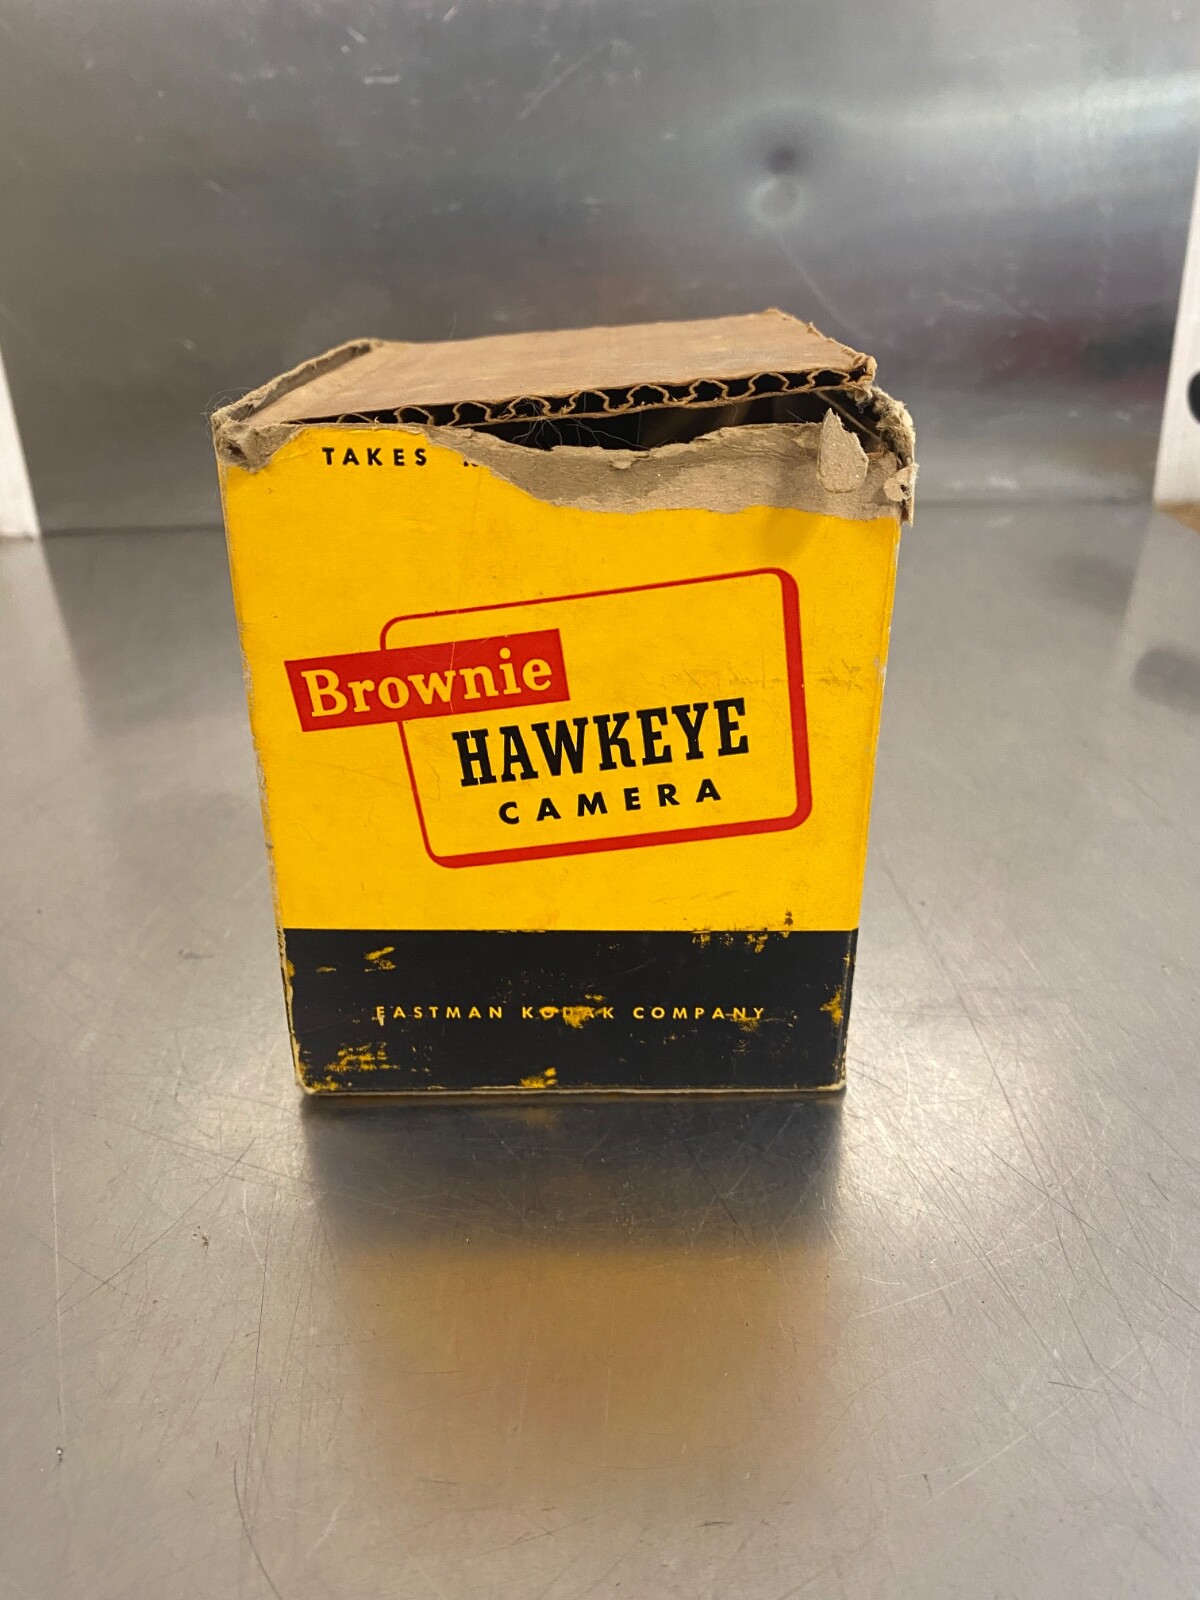 TAKES
Brownie
HAWKEYE
CAMERA
EASTMAN KODAK COMPANY